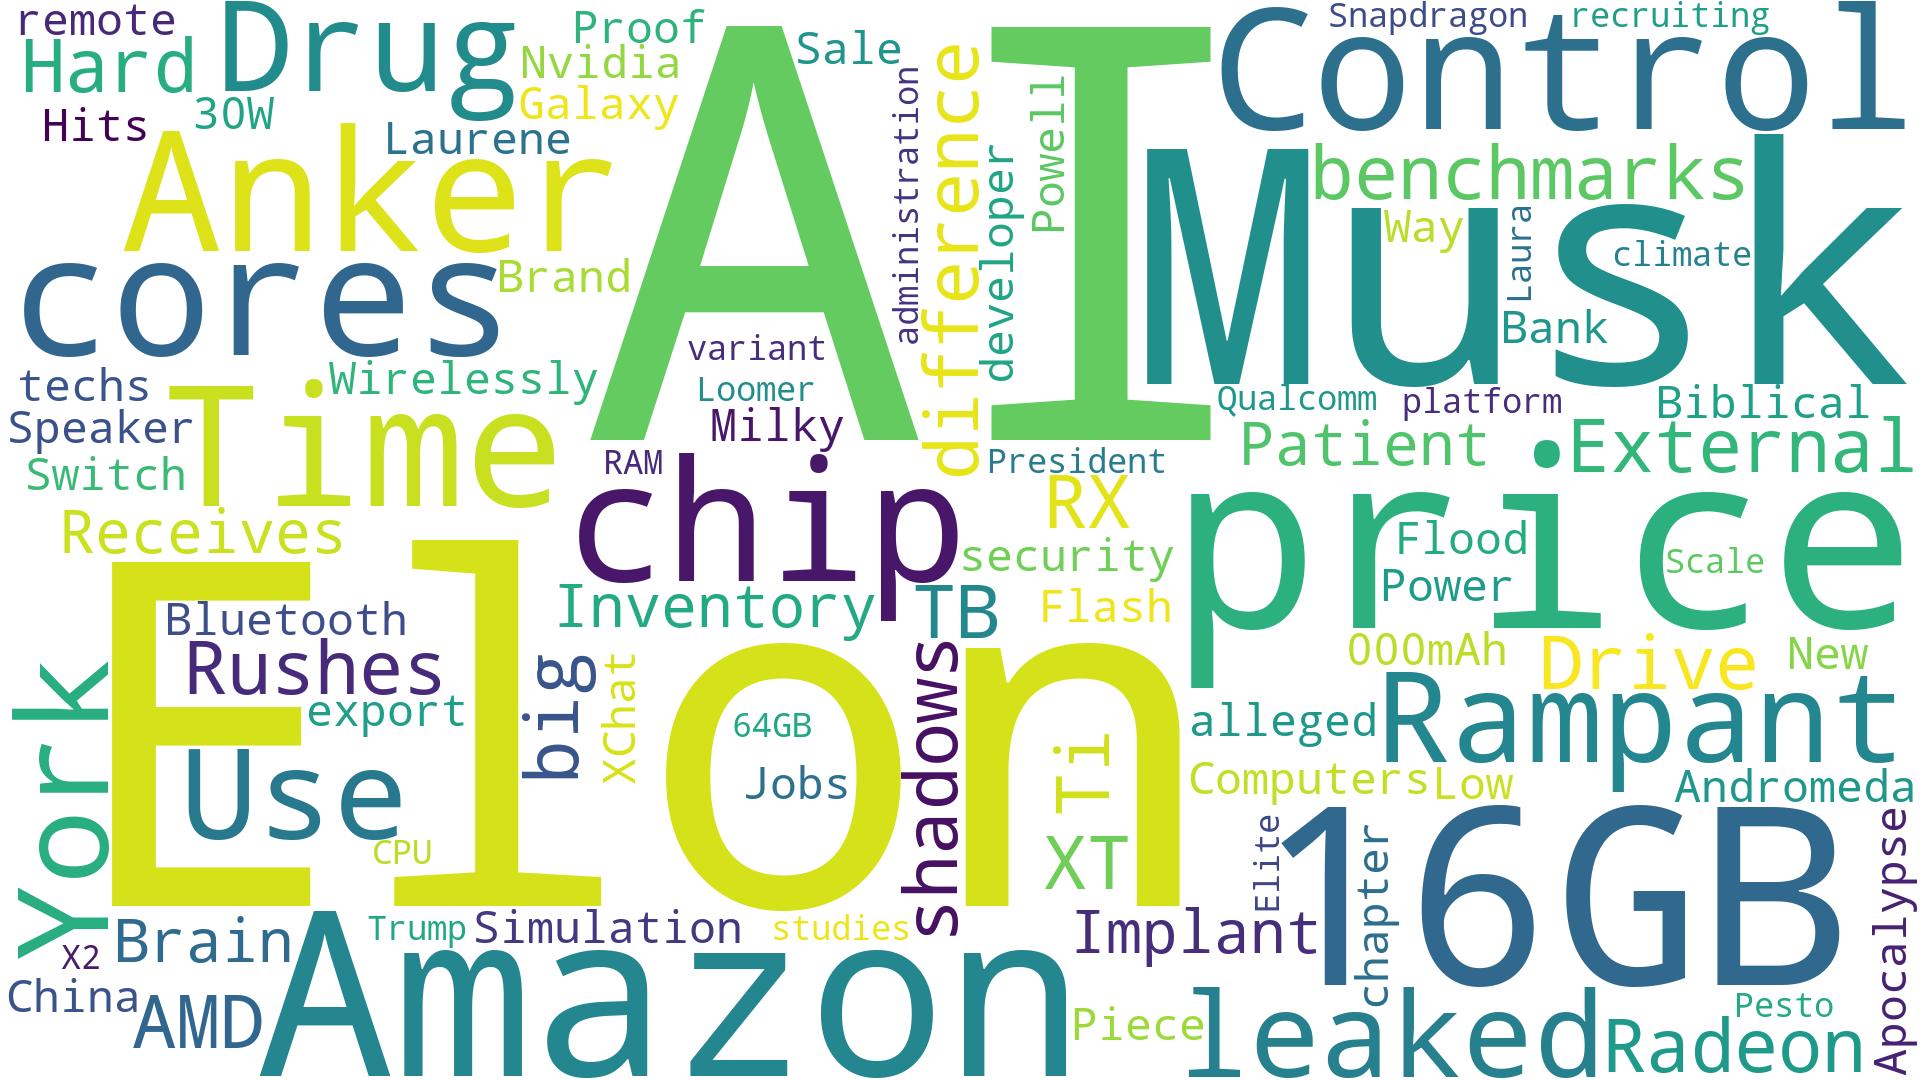 remote
Drug
Proof
Sale
Snapdragon
recruiting
Control
Hard
Nvidia
Galaxy
30W
Hits
Laurene
Anker
AI
administration
difference
developer
Powell
Musk
benchmarks
Way
Laura
climate
Bank
cores
Brand
variant
Loomer
Milky
techs
Wirelessly
Time
Speaker
Switch
Qualcomm
platform
Biblical
Patient
External
RAM
President
chip
RX
price
Receives
security
Flood
Scale
Power
Elon
Inventory
TB
Flash
Bluetooth
Rushes
export
big
XChat
shadows
64GB
Jobs
Ti
000mAh
Drive
New
Rampant
alleged
York
Use
CPU
XT
Computers
Low
Andromeda
Elite
16GB
chapter
Apocalypse
Brain
Trump
Simulation
studies
Implant
X2
China
AMD
Amazon
Piece
leaked
Pesto
Radeon